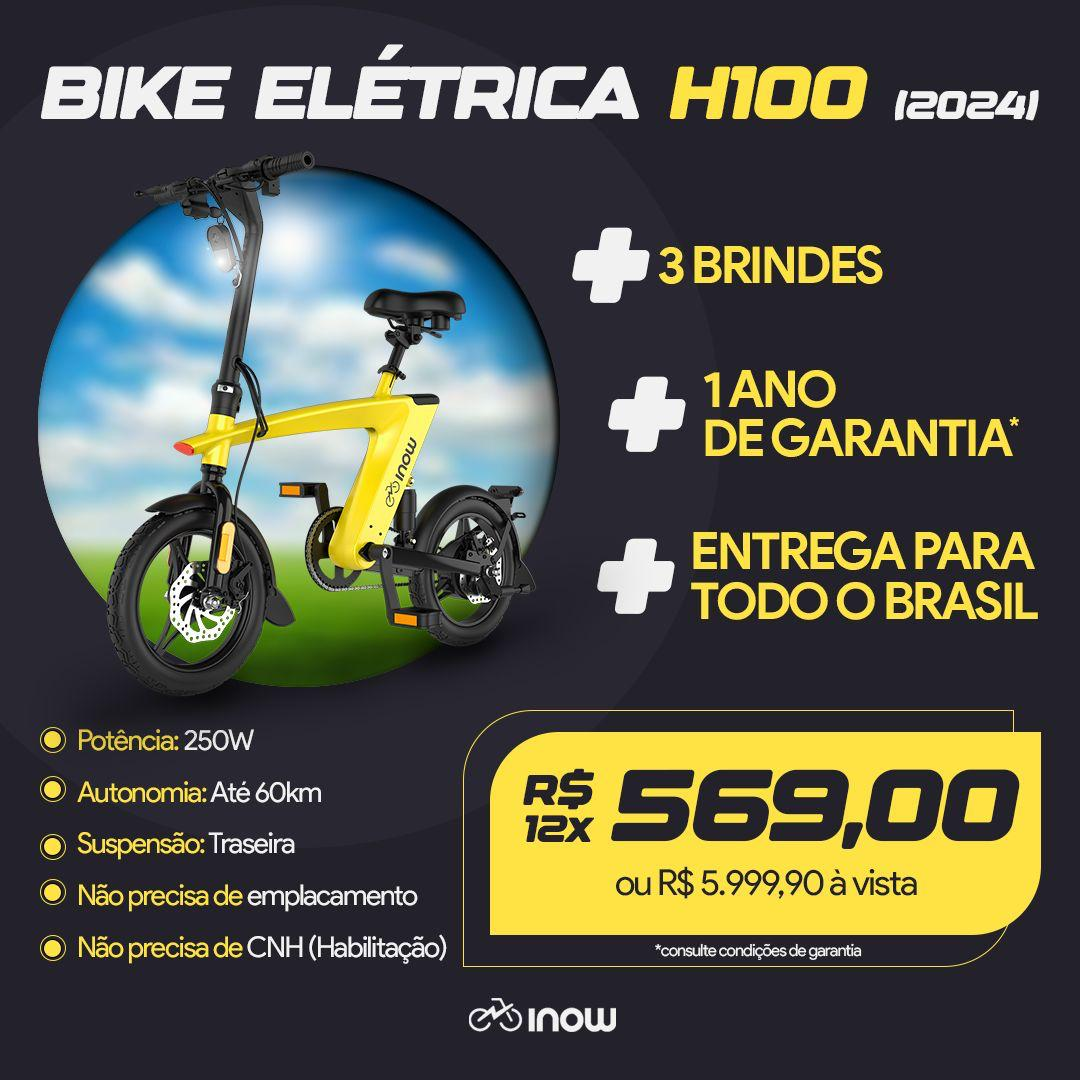 BIKE ELÉTRICA H100 (2024)
3 BRINDES
1 ANO
DE GARANTIA*
ENTREGA PARA
TODO O BRASIL
inow
Potência: 250W
Autonomia: Até 60km
Suspensão: Traseira
Não precisa de emplacamento
Não precisa de CNH (Habilitação)
R$
12X
569,00
ou R$ 5.999,90 à vista
*consulte condições de garantia
inow